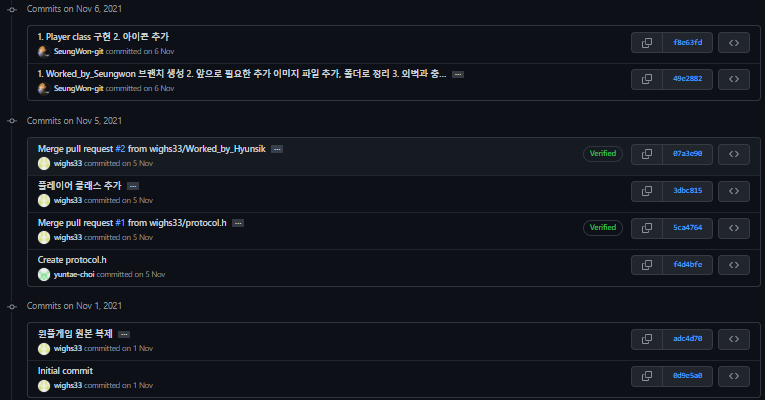 Commits on Nov 6, 2021
1. Player class 구현 2. 아이콘 추가
SeungWon-git committed on 6 Nov
f8e63fd
1. Worked_by_Seungwon 브랜치 생성 2. 앞으로 필요한 추가 이미지 파일 추가, 폴더로 정리 3. 외벽과 충...
SeungWon-git committed on 6 Nov
49e2882
Commits on Nov 5, 2021
Merge pull request #2 from wighs33/Worked_by_Hyunsik
wighs33 committed on 5 Nov
Verified
07a3e90
플레이어 클래스 추가
wighs33 committed on 5 Nov
3dbc815
Merge pull request #1 from wighs33/protocol.h
wighs33 committed on 5 Nov
Verified
5ca4764
Create protocol.h
yuntae-choi committed on 5 Nov
f4d4bfe
Commits on Nov 1, 2021
윈플게임 원본 복제
wighs33 committed on 1 Nov
adc4d70
Initial commit
wighs33 committed on 1 Nov
0d9e5a0